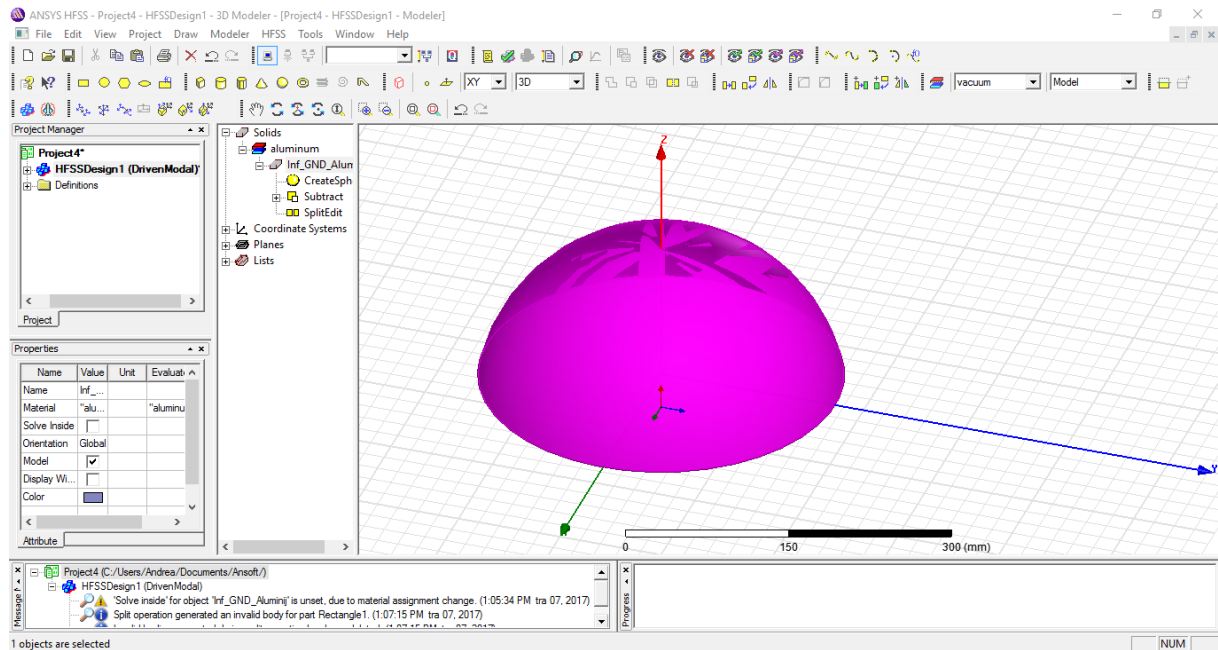 ANSYS HFSS - Project4 - HFSSDesign1 - 3D Modeler - [Project4 - HFSSDesign1 - Modeler]
File Edit View Project Draw Modeler HFSS Tools Window Help
XY 3D vacuum Model
Project Manager
Project4*
HFSSDesign1 (DrivenModal)*
Definitions
Project
Solids
aluminum
Inf_GND_Alun
CreateSph
Subtract
SplitEdit
Coordinate Systems
Planes
Lists
Properties
Name Value Unit Evaluate
Name Inf_...
Material "alu... "aluminu
Solve Inside
Orientation Global
Model
Display Wi...
Color
Attribute
Z
Y
0 150 300 (mm)
Message
Project4 (C:/Users/Andrea/Documents/Ansoft/)
HFSSDesign1 (DrivenModal)
'Solve inside' for object 'Inf_GND_Aluminij' is unset, due to material assignment change. (1:05:34 PM tra 07, 2017)
Split operation generated an invalid body for part Rectangle1. (1:07:15 PM tra 07, 2017)
Progress
1 objects are selected
NUM